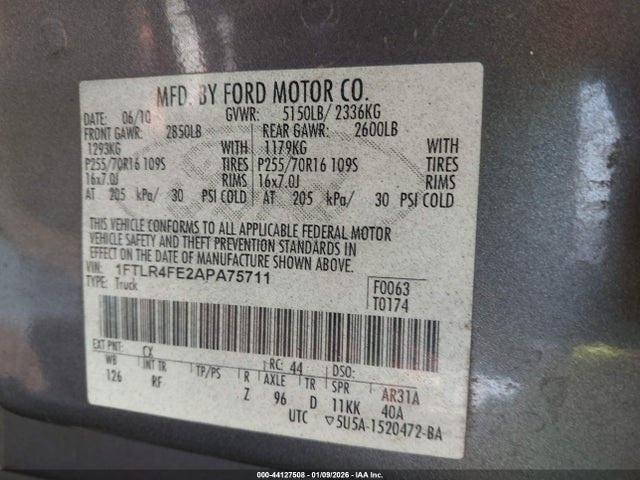 MFD. BY FORD MOTOR CO.
DATE: 06/10 GVWR: 5150LB/ 2336KG
FRONT GAWR: 2850LB REAR GAWR: 2600LB
1293KG WITH 1179KG WITH
P255/70R16 109S TIRES P255/70R16 109S TIRES
16x7.0J RIMS 16x7.0J RIMS
AT 205 kPa/ 30 PSI COLD AT 205 kPa/ 30 PSI COLD
THIS VEHICLE CONFORMS TO ALL APPLICABLE FEDERAL MOTOR
VEHICLE SAFETY AND THEFT PREVENTION STANDARDS IN
EFFECT ON THE DATE OF MANUFACTURE SHOWN ABOVE.
VIN: 1FTLR4FE2APA75711 F0063
TYPE: Truck T0174
EXT PNT: CX RC: 44 DSO:
WB INT TR TP/PS R AXLE TR SPR AR31A
126 RF Z 96 D 11KK 40A
UTC ▽5U5A-1520472-BA
000-44127508 - 01/09/2026 - IAA Inc.